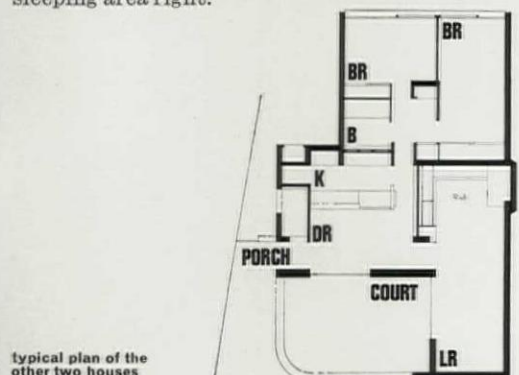 sleeping area right.
BR
BR
B
K
DR
PORCH
COURT
LR
typical plan of the
other two houses